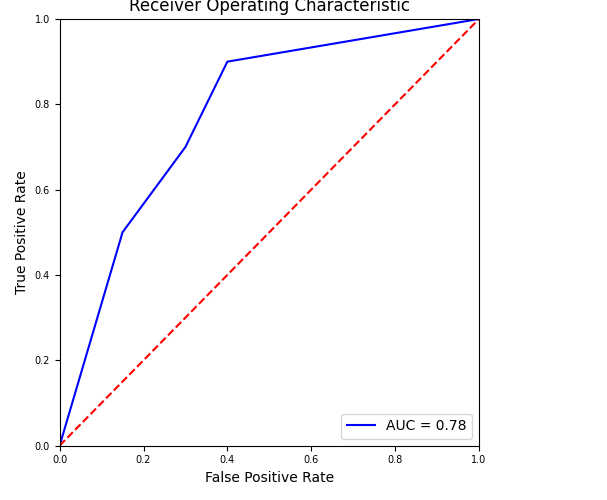 Receiver Operating Characteristic
1.0
0.8
0.6
0.4
0.2
0.0
True Positive Rate
AUC = 0.78
0.0 0.2 0.4 0.6 0.8 1.0
False Positive Rate